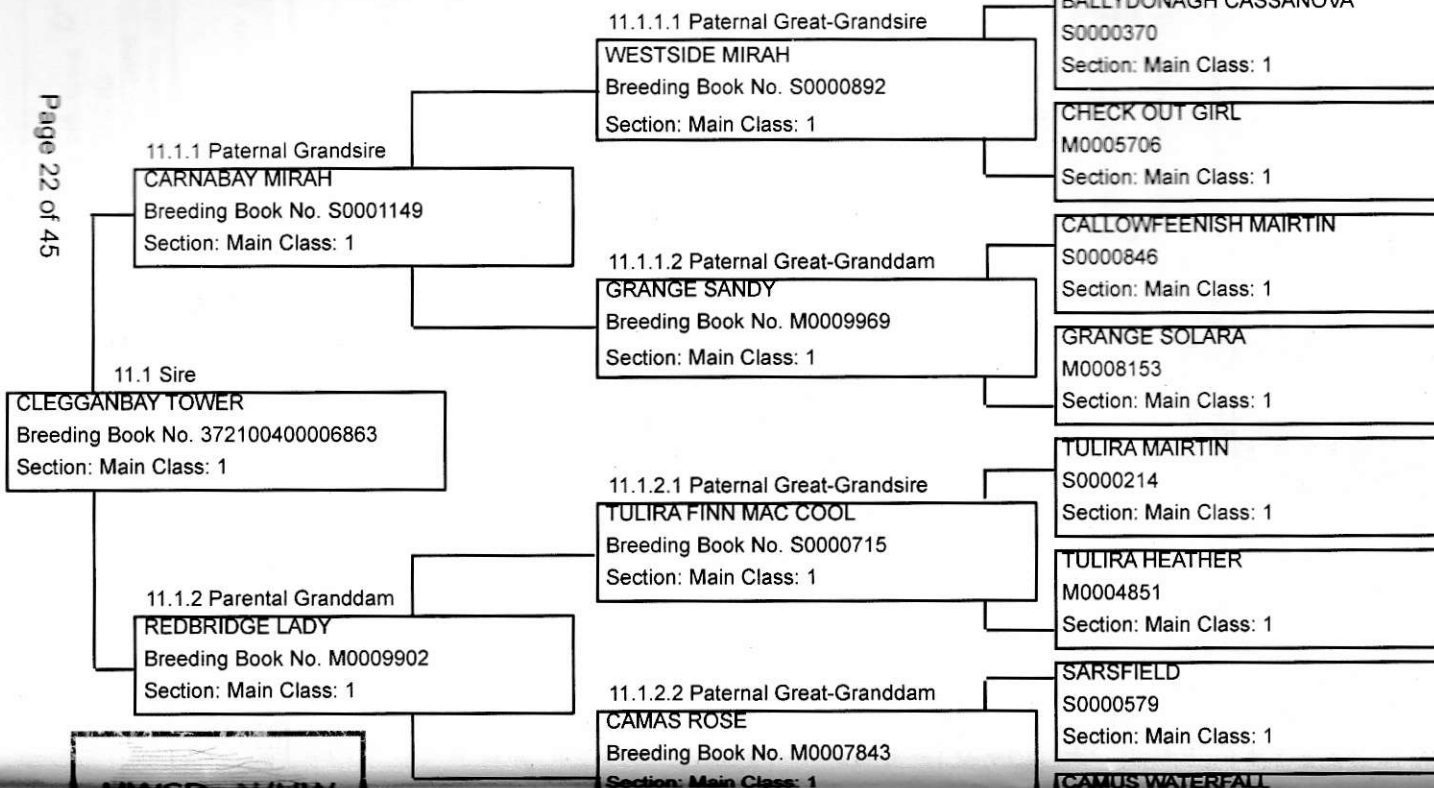 Page 22 of 45
11.1 Sire
CLEGGANBAY TOWER
Breeding Book No. 372100400006863
Section: Main Class: 1
11.1.1 Paternal Grandsire
CARNABAY MIRAH
Breeding Book No. S0001149
Section: Main Class: 1
11.1.2 Parental Granddam
REDBRIDGE LADY
Breeding Book No. M0009902
Section: Main Class: 1
11.1.1.1 Paternal Great-Grandsire
WESTSIDE MIRAH
Breeding Book No. S0000892
Section: Main Class: 1
11.1.1.2 Paternal Great-Granddam
GRANGE SANDY
Breeding Book No. M0009969
Section: Main Class: 1
11.1.2.1 Paternal Great-Grandsire
TULIRA FINN MAC COOL
Breeding Book No. S0000715
Section: Main Class: 1
11.1.2.2 Paternal Great-Granddam
CAMAS ROSE
Breeding Book No. M0007843
Section: Main Class: 1
BALLYDONAGH CASSANOVA
S0000370
Section: Main Class: 1
CHECK OUT GIRL
M0005706
Section: Main Class: 1
CALLOWFEENISH MAIRTIN
S0000846
Section: Main Class: 1
GRANGE SOLARA
M0008153
Section: Main Class: 1
TULIRA MAIRTIN
S0000214
Section: Main Class: 1
TULIRA HEATHER
M0004851
Section: Main Class: 1
SARSFIELD
S0000579
Section: Main Class: 1
CAMUS WATERFALL